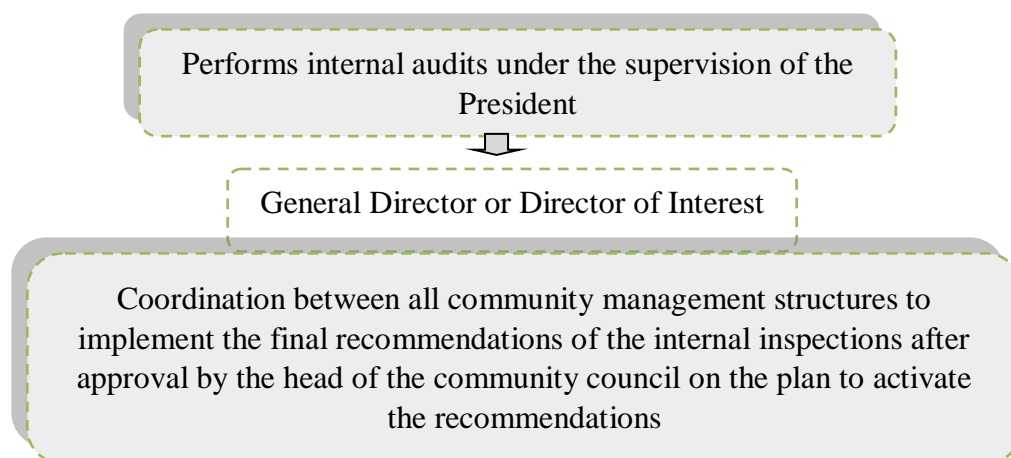 Performs internal audits under the supervision of the
President
General Director or Director of Interest
Coordination between all community management structures to
implement the final recommendations of the internal inspections after
approval by the head of the community council on the plan to activate
the recommendations